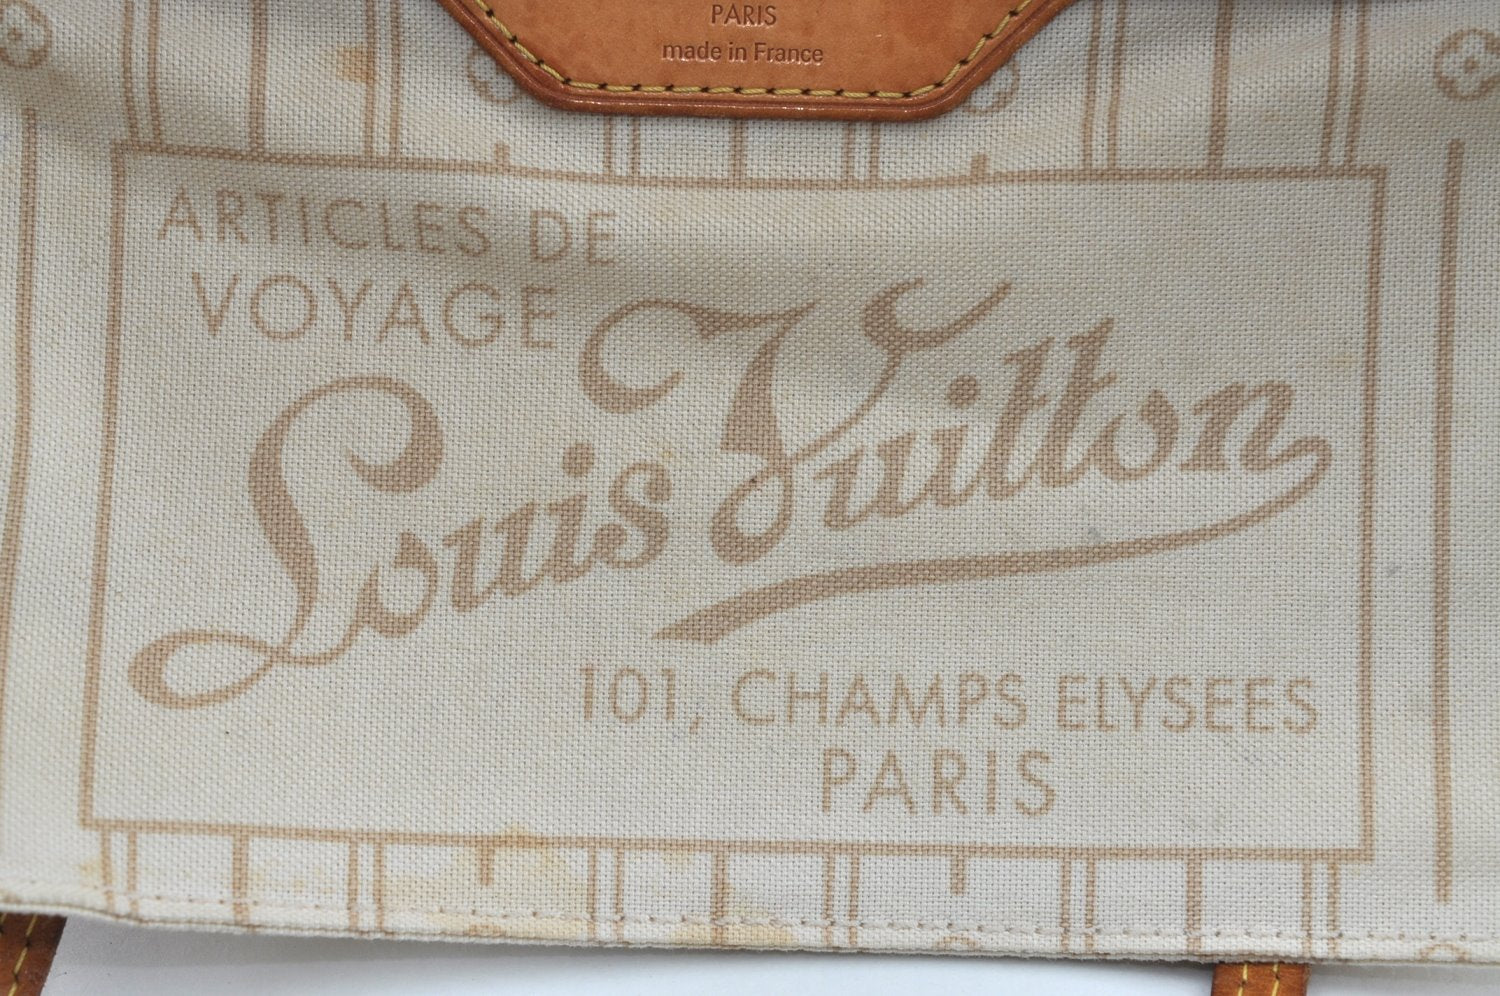 PARIS
made in France
ARTICLES DE
VOYAGE
Louis Vuitton
101, CHAMPS ELYSEES
PARIS